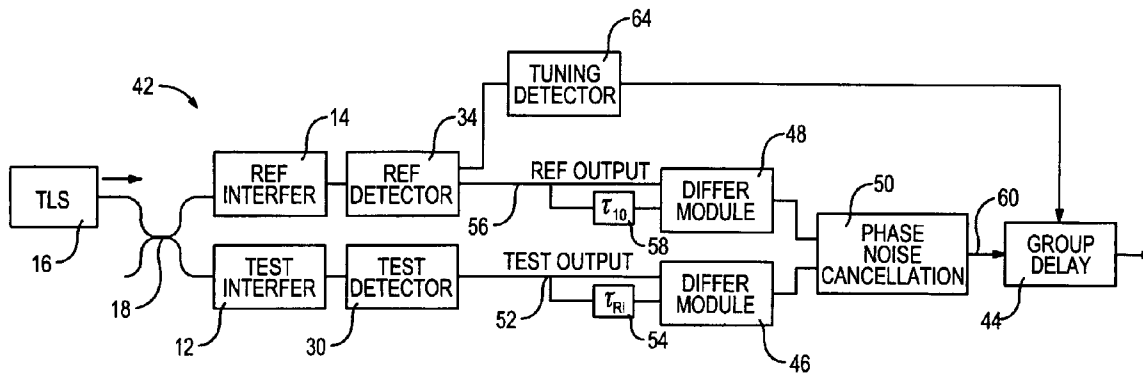 64
TUNING
DETECTOR
42
14
34
48
REF
INTERFER
REF
DETECTOR
REF OUTPUT
DIFFER
MODULE
50
60
TLS
τ10
56
58
PHASE
NOISE
CANCELLATION
GROUP
DELAY
16
18
TEST
INTERFER
TEST
DETECTOR
TEST OUTPUT
DIFFER
MODULE
44
τRi
52
54
12
30
46